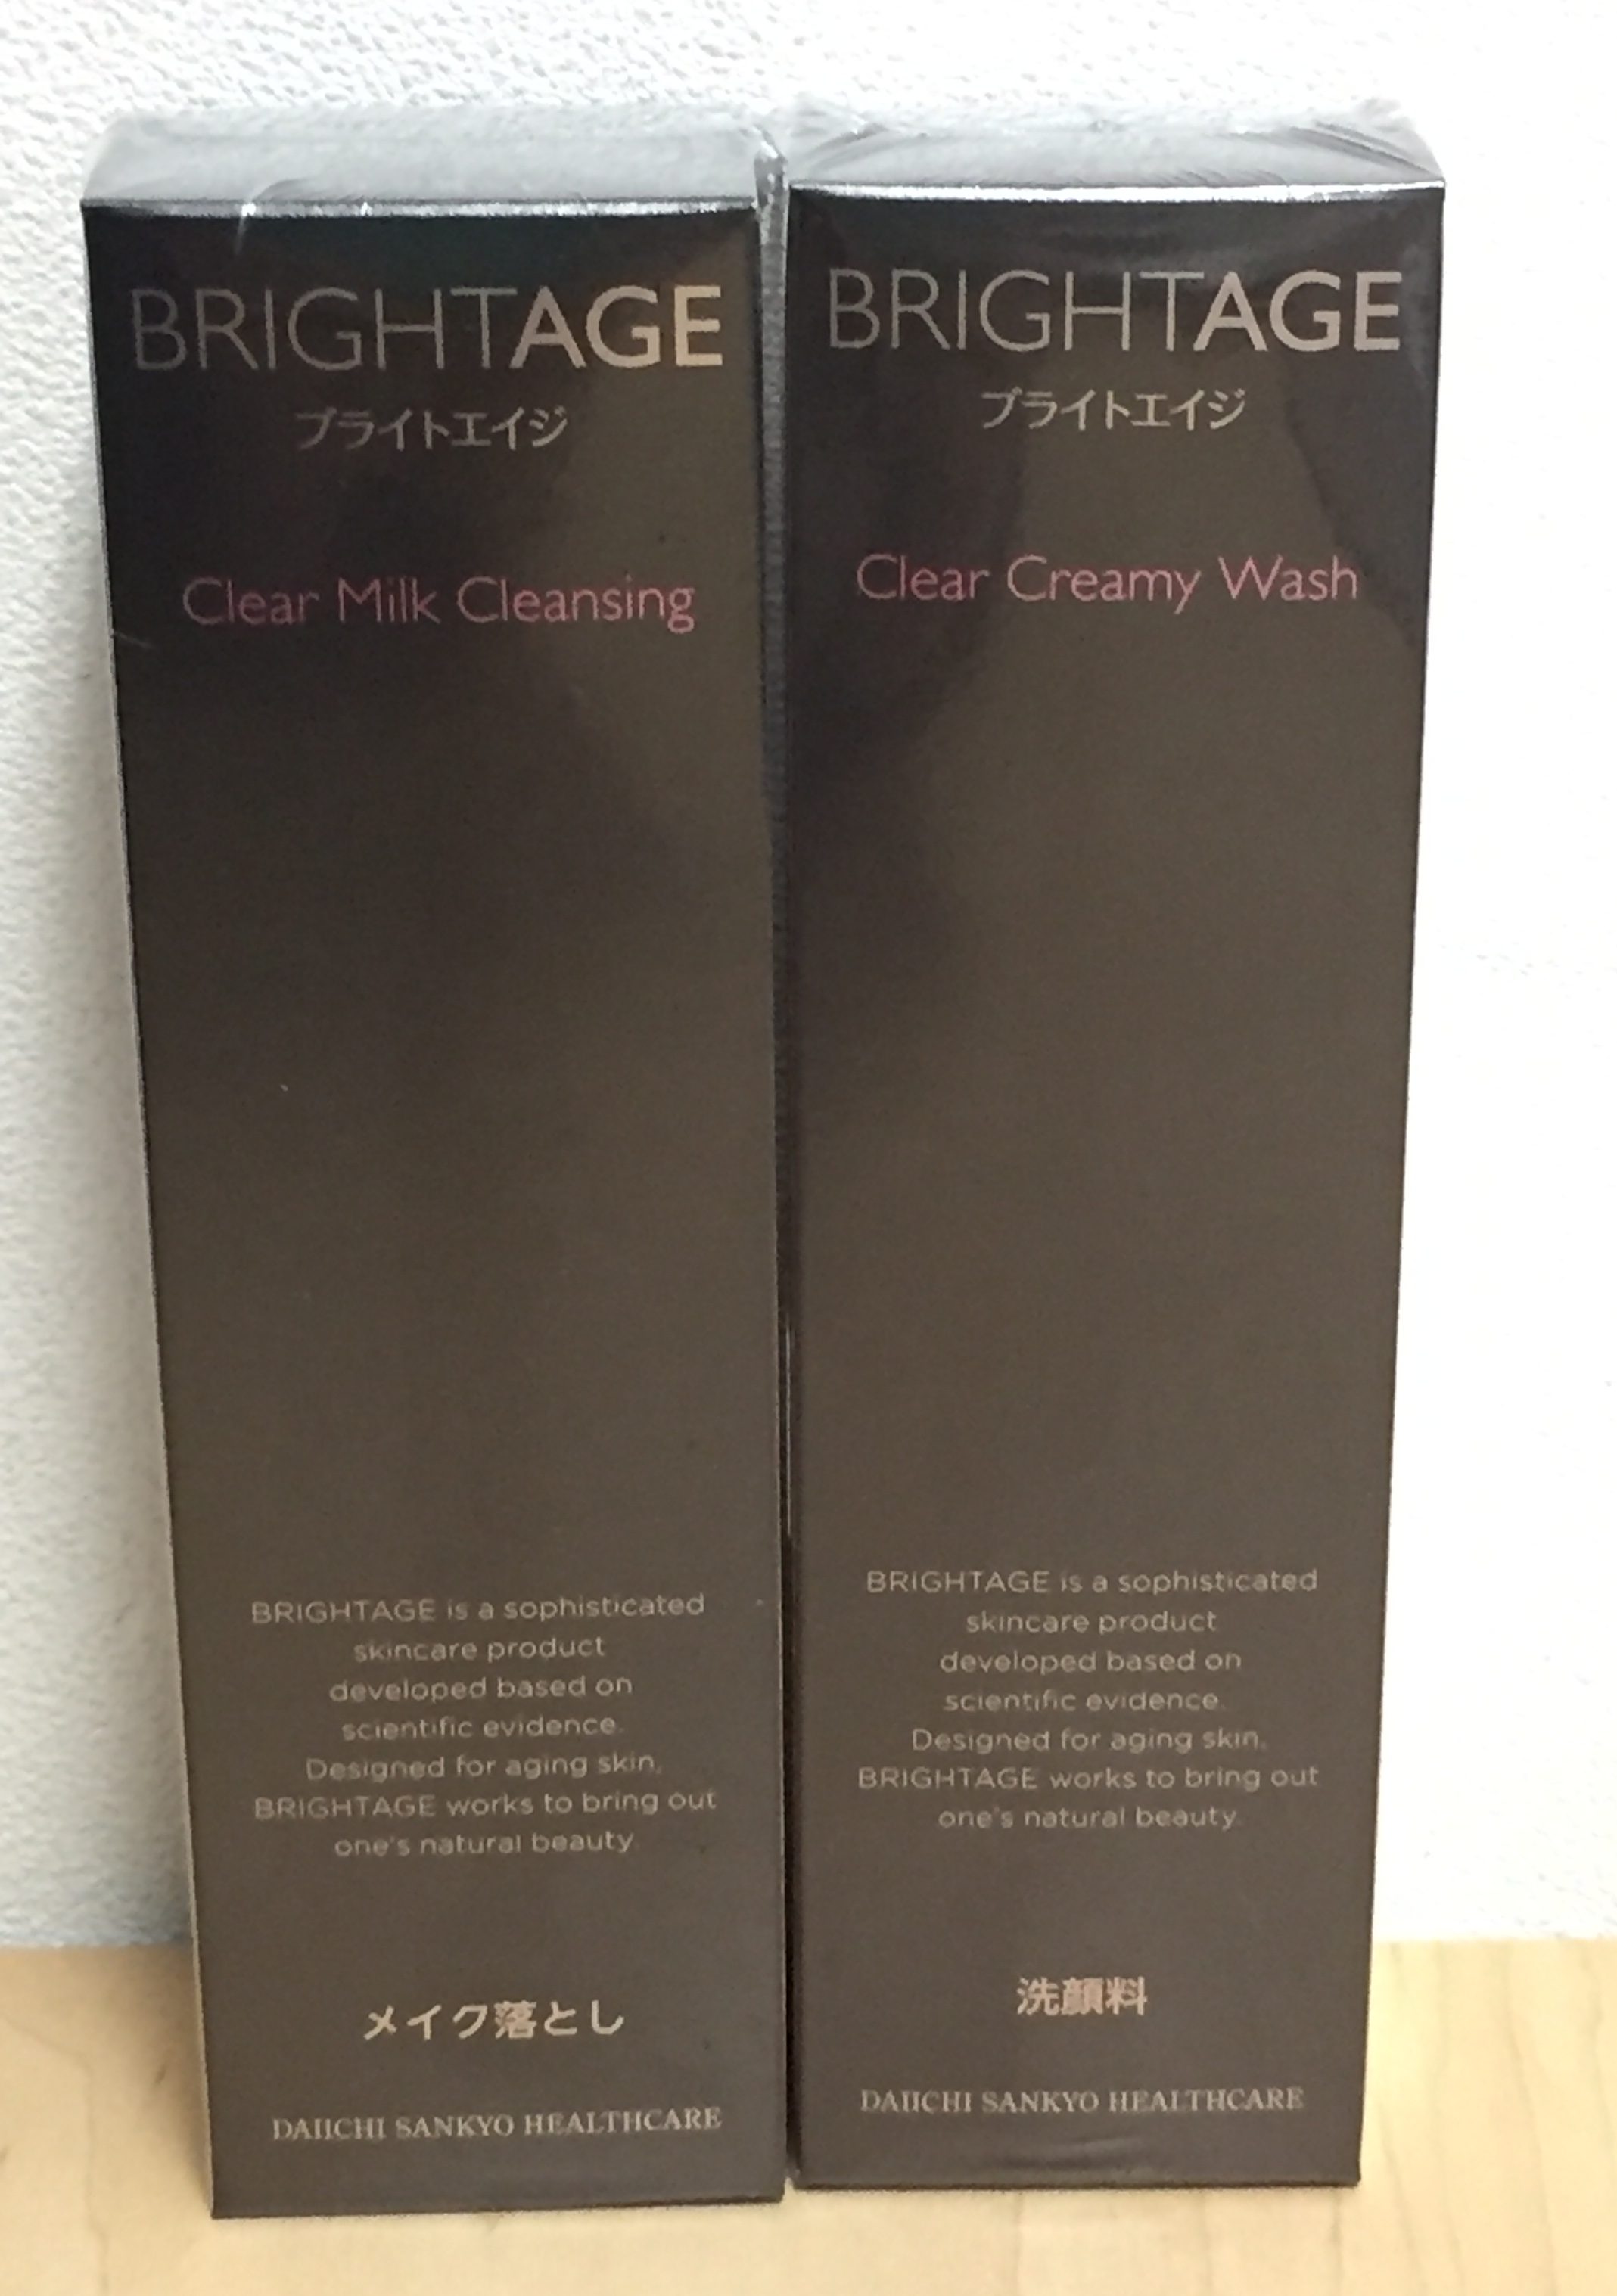 BRIGHTAGE
ブライトエイジ
Clear Milk Cleansing
BRIGHTAGE is a sophisticated
skincare product
developed based on
scientific evidence.
Designed for aging skin,
BRIGHTAGE works to bring out
one's natural beauty.
メイク落とし
DAIICHI SANKYO HEALTHCARE
BRIGHTAGE
ブライトエイジ
Clear Creamy Wash
BRIGHTAGE is a sophisticated
skincare product
developed based on
scientific evidence.
Designed for aging skin,
BRIGHTAGE works to bring out
one's natural beauty.
洗顔料
DAIICHI SANKYO HEALTHCARE